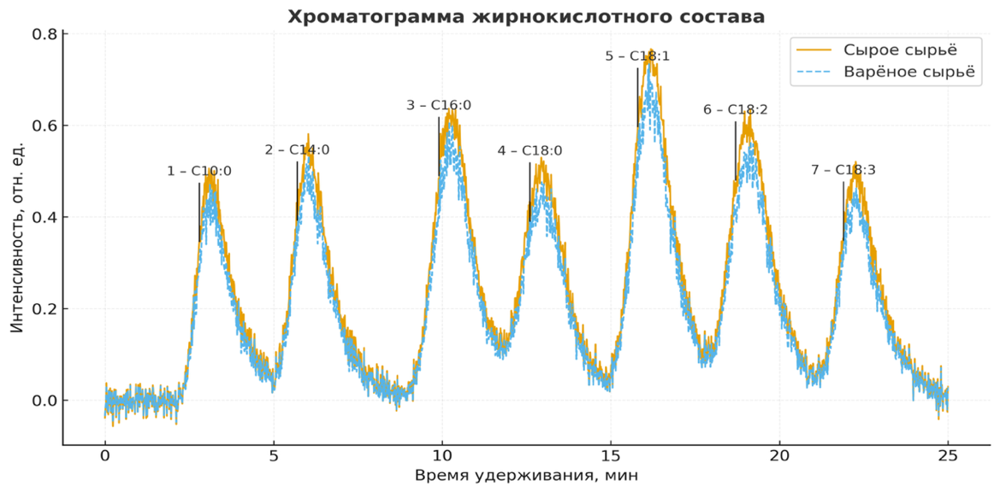 Хроматограмма жирнокислотного состава
Сырое сырьё
Варёное сырьё
1 – C10:0
2 – C14:0
3 – C16:0
4 – C18:0
5 – C18:1
6 – C18:2
7 – C18:3
Интенсивность, отн. ед.
0.8
0.6
0.4
0.2
0.0
0
5
10
15
20
25
Время удерживания, мин